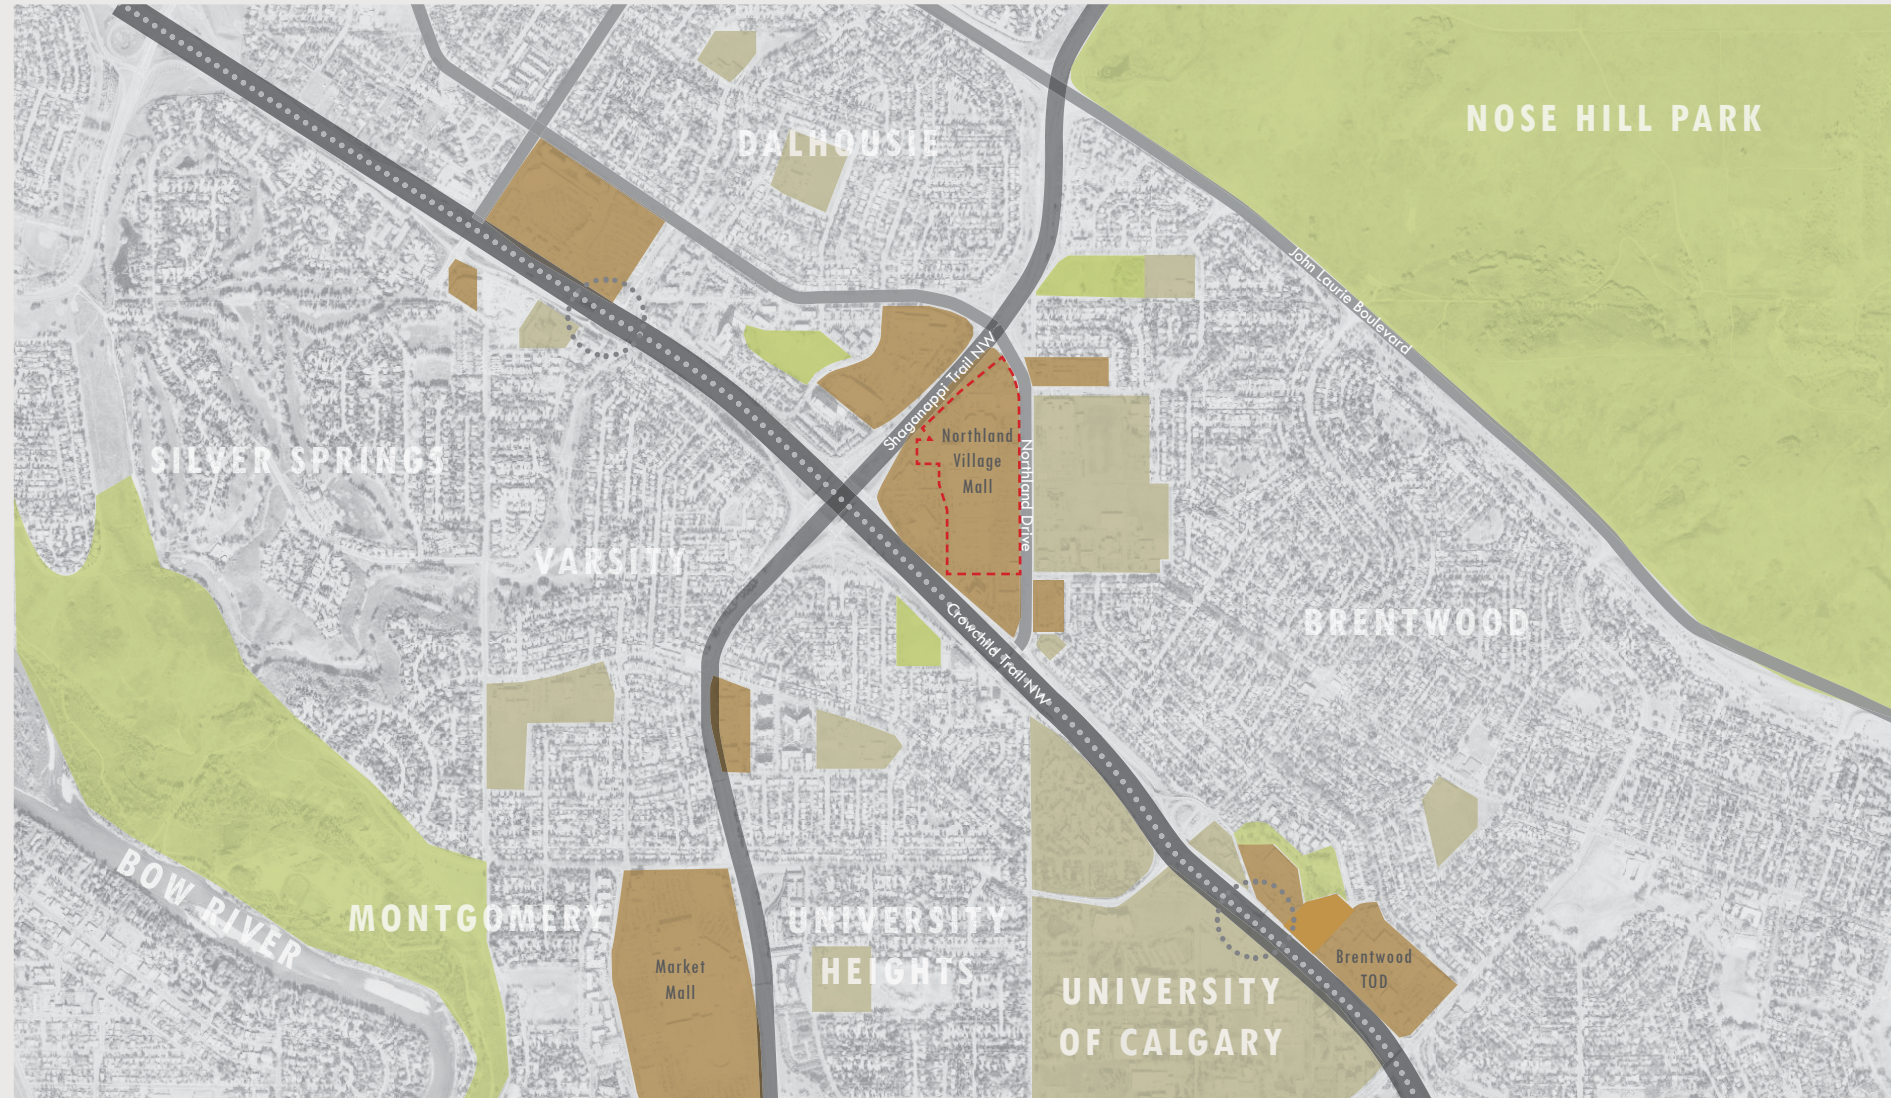 NOSE HILL PARK
DALHOUSIE
John Laurie Boulevard
Shaganappi Trail NW
Northland
Village
Mall
Northland Drive
SILVER SPRINGS
VARSITY
Crowchild Trail NW
BRENTWOOD
BOW RIVER
MONTGOMERY
UNIVERSITY
HEIGHTS
Market
Mall
Brentwood
TOD
UNIVERSITY
OF CALGARY